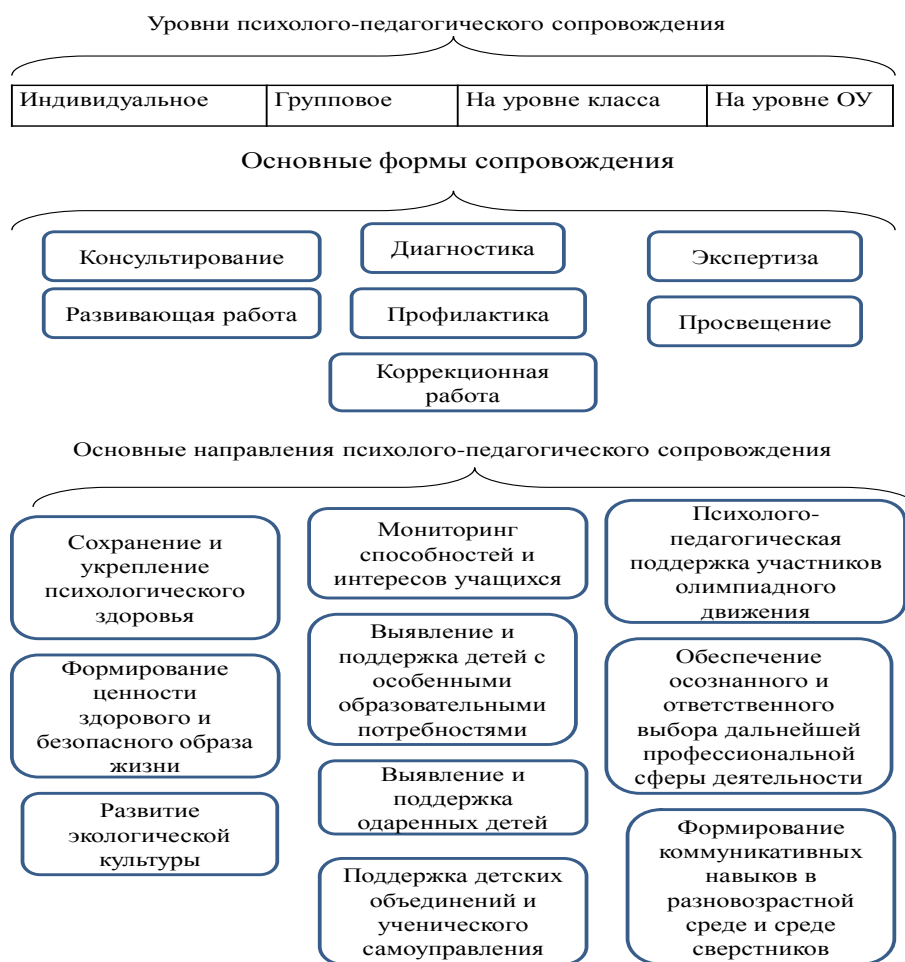 Уровни психолого-педагогического сопровождения
Индивидуальное
Групповое
На уровне класса
На уровне ОУ
Основные формы сопровождения
Консультирование
Диагностика
Экспертиза
Развивающая работа
Профилактика
Просвещение
Коррекционная
работа
Основные направления психолого-педагогического сопровождения
Сохранение и
укрепление
психологического
здоровья
Мониторинг
способностей и
интересов учащихся
Психолого-
педагогическая
поддержка участников
олимпиадного
движения
Формирование
ценности
здорового и
безопасного образа
жизни
Выявление и
поддержка детей с
особенными
образовательными
потребностями
Обеспечение
осознанного и
ответственного
выбора дальнейшей
профессиональной
сферы деятельности
Развитие
экологической
культуры
Выявление и
поддержка
одаренных детей
Формирование
коммуникативных
навыков в
разновозрастной
среде и среде
сверстников
Поддержка детских
объединений и
ученического
самоуправления